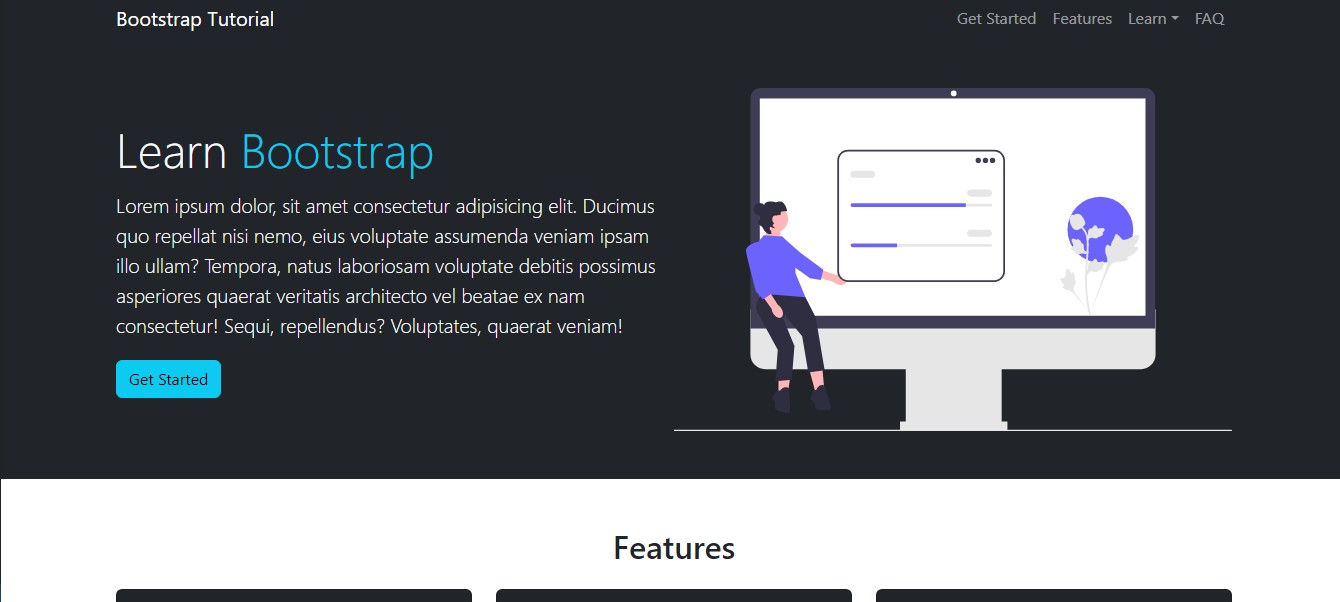 Bootstrap Tutorial
Get Started Features Learn FAQ
Learn Bootstrap
Lorem ipsum dolor, sit amet consectetur adipisicing elit. Ducimus
quo repellat nisi nemo, eius voluptate assumenda veniam ipsam
illo ullam? Tempora, natus laboriosam voluptate debitis possimus
asperiores quaerat veritatis architecto vel beatae ex nam
consectetur! Sequi, repellendus? Voluptates, quaerat veniam!
Get Started
Features